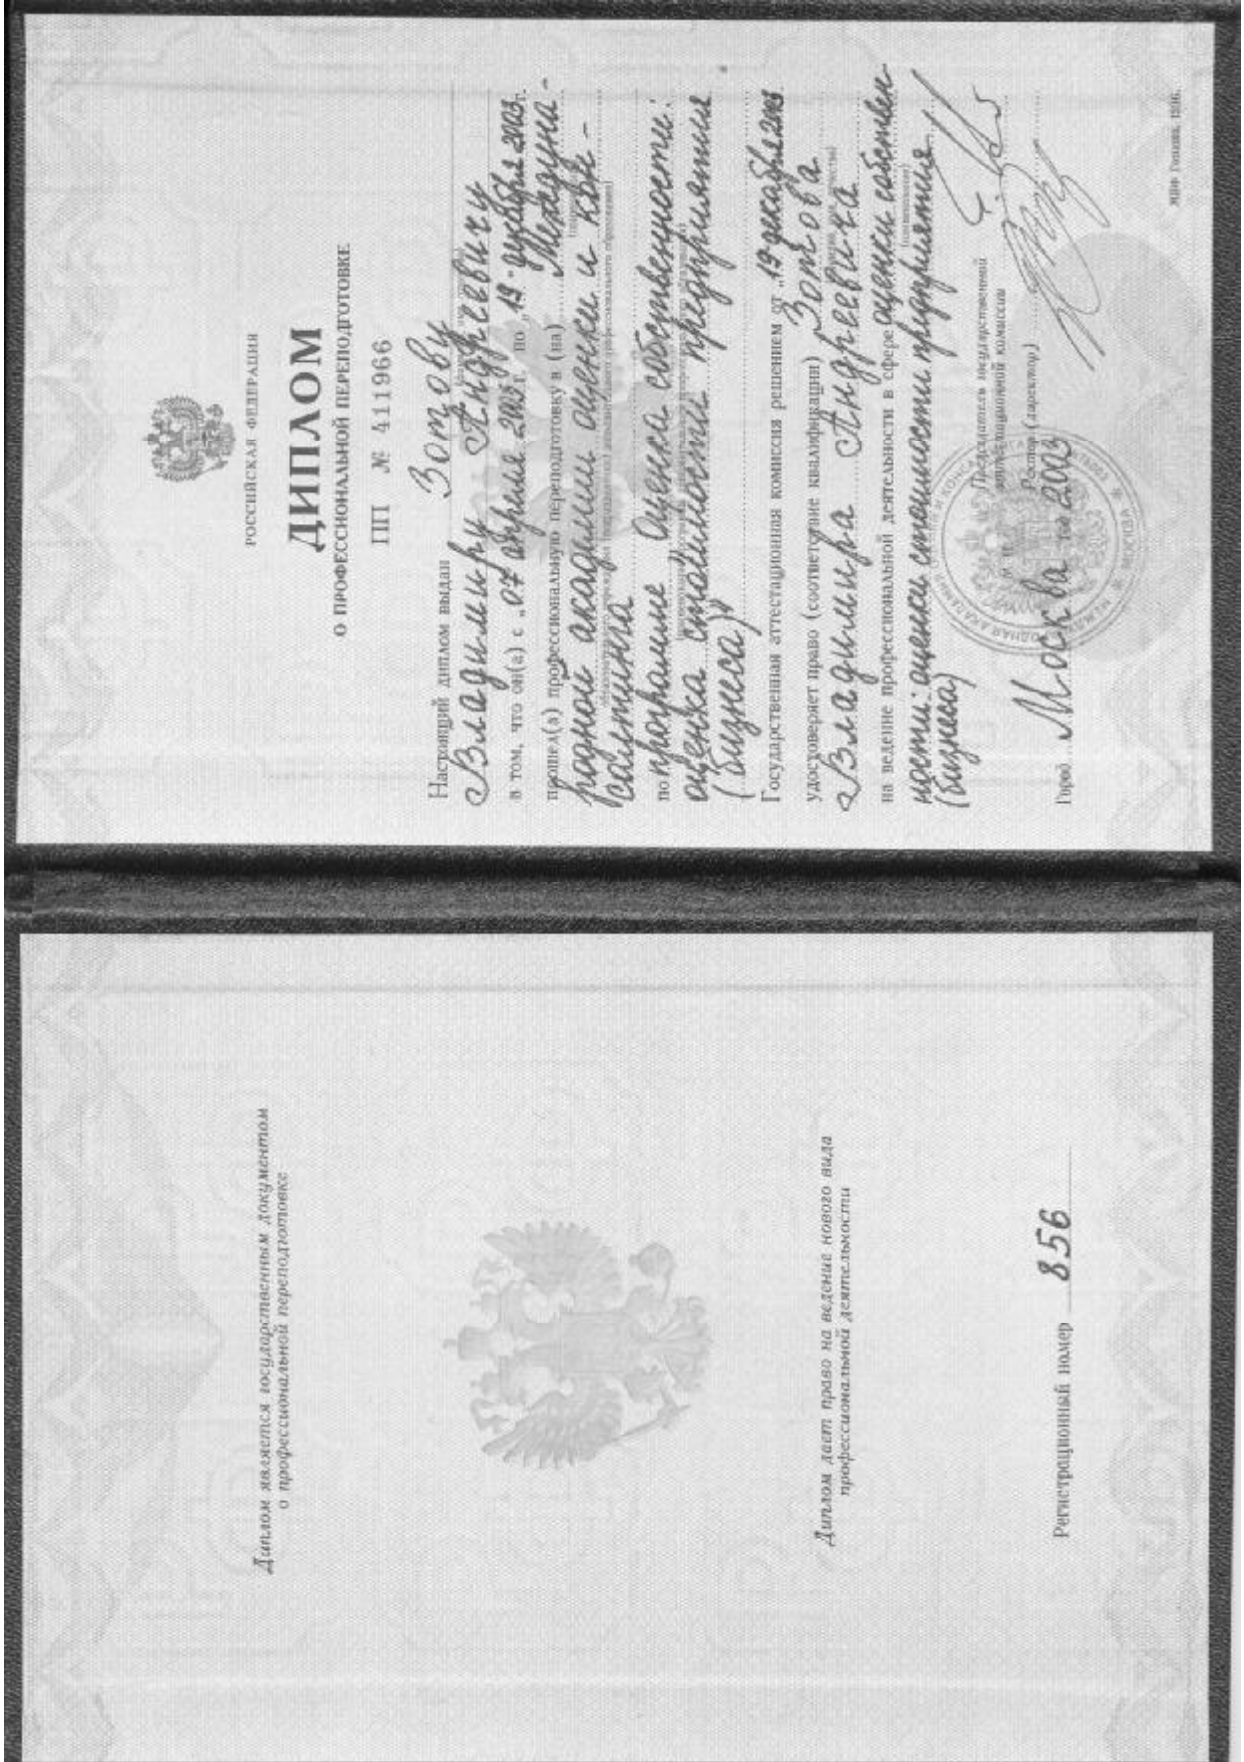 Диплом является государственным документом
о профессиональной переподготовке
Диплом дает право на ведение нового вида
профессиональной деятельности
Регистрационный номер 856
РОССИЙСКАЯ ФЕДЕРАЦИЯ
ДИПЛОМ
О ПРОФЕССИОНАЛЬНОЙ ПЕРЕПОДГОТОВКЕ
ПП № 411966
Настоящий диплом выдан Зотову
Владимиру Андреевичу
в том, что он(а) с „07 апреля 2003 г. по „19 декабря 2003 г.
прошел(а) профессиональную переподготовку в (на) Междуна-
родной академии оценки и кон-
салтинга
по программе Оценка собственности:
оценка стоимости предприятия
(бизнеса)
Государственная аттестационная комиссия решением от „19 декабря 2003
удостоверяет право (соответствие квалификации) Зотова
Владимира Андреевича
на ведение профессиональной деятельности в сфере оценки собствен-
ности: оценки стоимости предприятия
(бизнеса)
Председатель государственной
аттестационной комиссии
Ректор (директор)
Город Москва 2003
МОСКВА